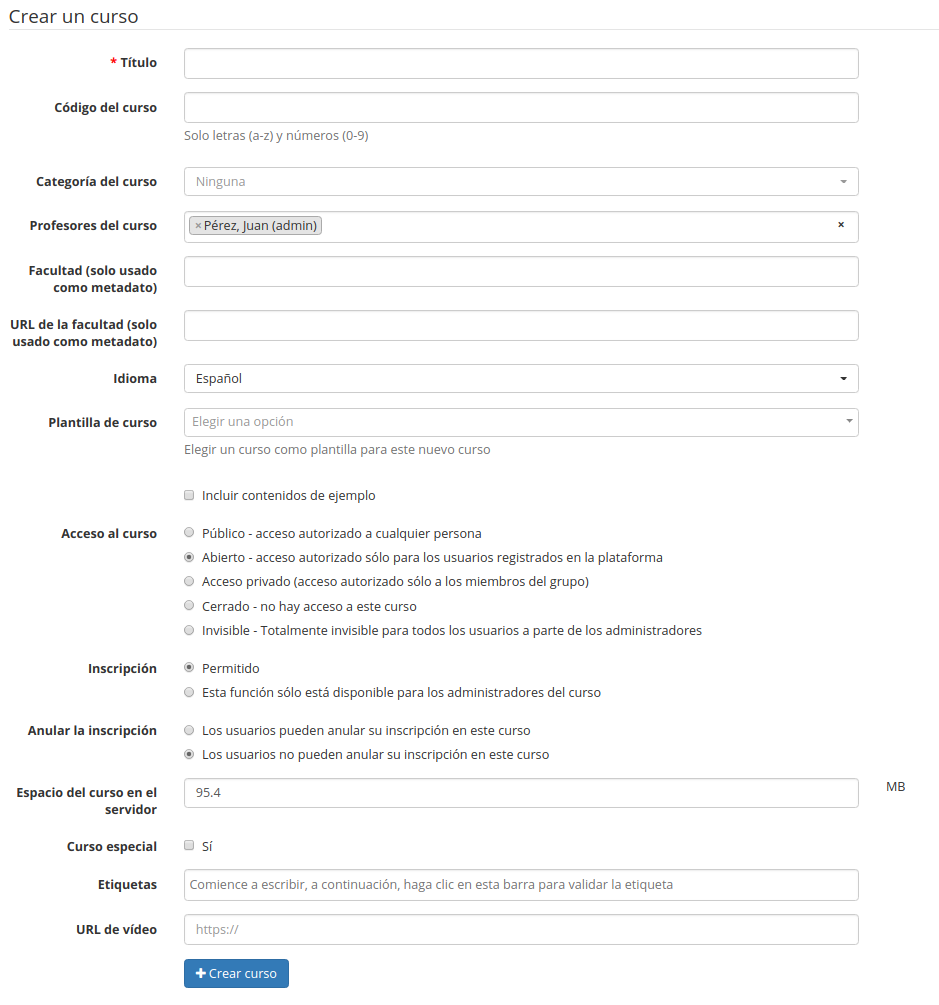 Crear un curso
* Título
Código del curso
Solo letras (a-z) y números (0-9)
Categoría del curso
Ninguna
Profesores del curso
× Pérez, Juan (admin)
×
Facultad (solo usado
como metadato)
URL de la facultad (solo
usado como metadato)
Idioma
Español
Plantilla de curso
Elegir una opción
Elegir un curso como plantilla para este nuevo curso
Incluir contenidos de ejemplo
Acceso al curso
Público - acceso autorizado a cualquier persona
Abierto - acceso autorizado sólo para los usuarios registrados en la plataforma
Acceso privado (acceso autorizado sólo a los miembros del grupo)
Cerrado - no hay acceso a este curso
Invisible - Totalmente invisible para todos los usuarios a parte de los administradores
Inscripción
Permitido
Esta función sólo está disponible para los administradores del curso
Anular la inscripción
Los usuarios pueden anular su inscripción en este curso
Los usuarios no pueden anular su inscripción en este curso
Espacio del curso en el
servidor
95.4
MB
Curso especial
Sí
Etiquetas
Comience a escribir, a continuación, haga clic en esta barra para validar la etiqueta
URL de vídeo
https://
+ Crear curso